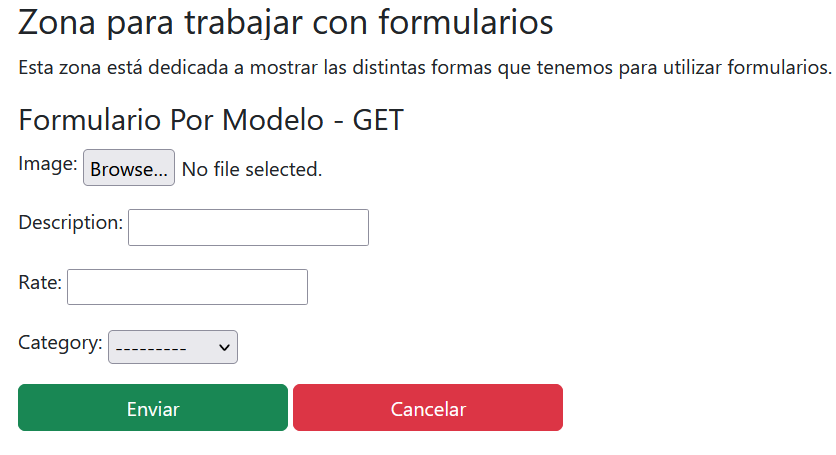 Zona para trabajar con formularios
Esta zona está dedicada a mostrar las distintas formas que tenemos para utilizar formularios.
Formulario Por Modelo - GET
Image: Browse... No file selected.
Description:
Rate:
Category: ---------
Enviar Cancelar